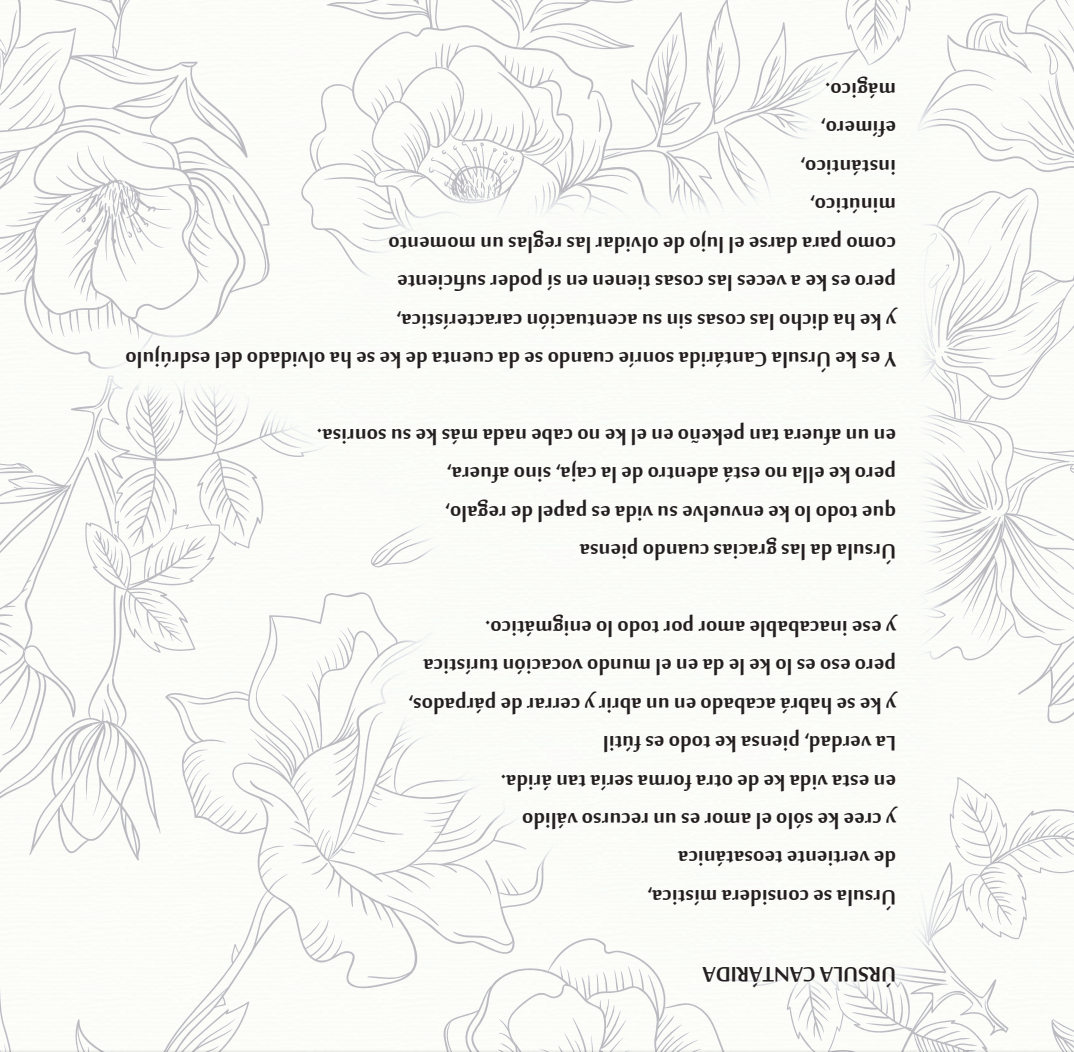 ÚRSULA CANTÁRIDA
Úrsula se considera mística,
de vertiente teosatánica
y cree ke sólo el amor es un recurso válido
en esta vida ke de otra forma sería tan árida.
La verdad, piensa ke todo es fútil
y ke se habrá acabado en un abrir y cerrar de párpados,
pero eso es lo ke le da en el mundo vocación turística
y ese inacabable amor por todo lo enigmático.
Úrsula da las gracias cuando piensa
que todo lo ke envuelve su vida es papel de regalo,
pero ke ella no está adentro de la caja, sino afuera,
en un afuera tan pekeño en el ke no cabe nada más ke su sonrisa.
Y es ke Úrsula Cantárida sonríe cuando se da cuenta de ke se ha olvidado del esdrújulo
y ke ha dicho las cosas sin su acentuación característica,
pero es ke a veces las cosas tienen en sí poder suficiente
como para darse el lujo de olvidar las reglas un momento
minútico,
instántico,
efímero,
mágico.